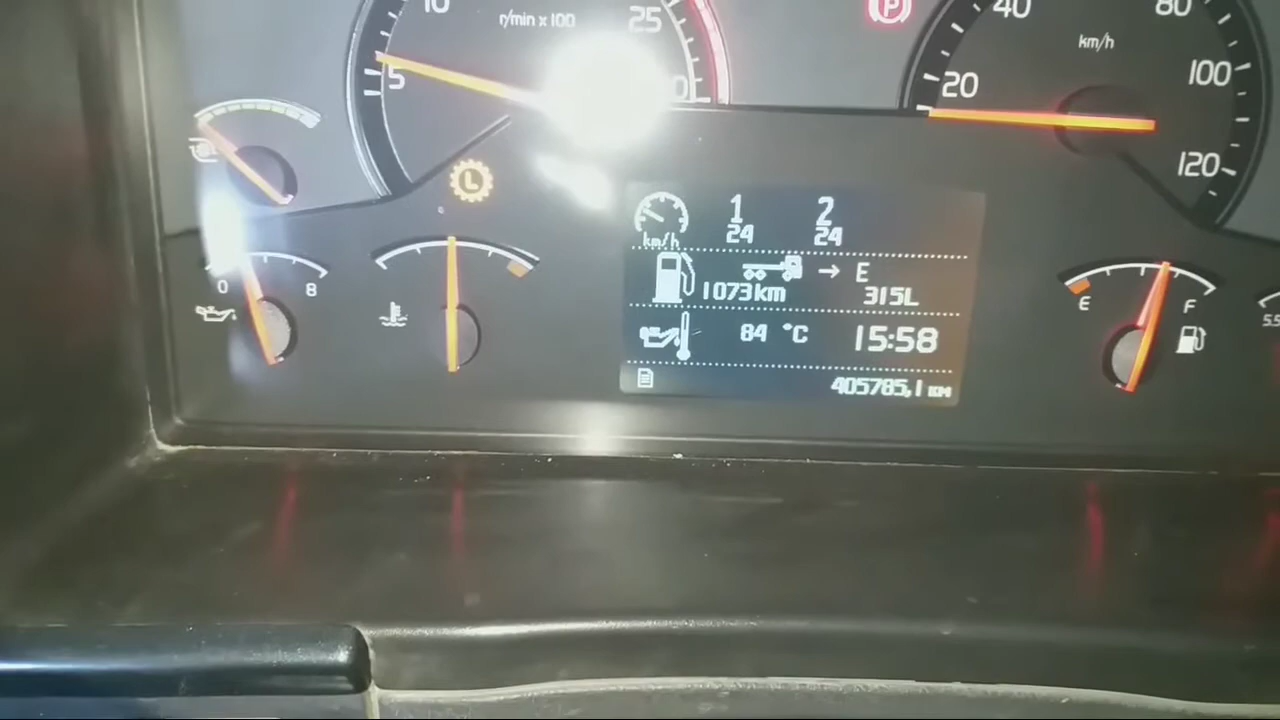 10 r/min x 100 25
5
P
40 80
km/h
20 100
120
L
0 8
km/h 1 24 2 24
1073km → E 315L
84 °C 15:58
405785,1 км
E F